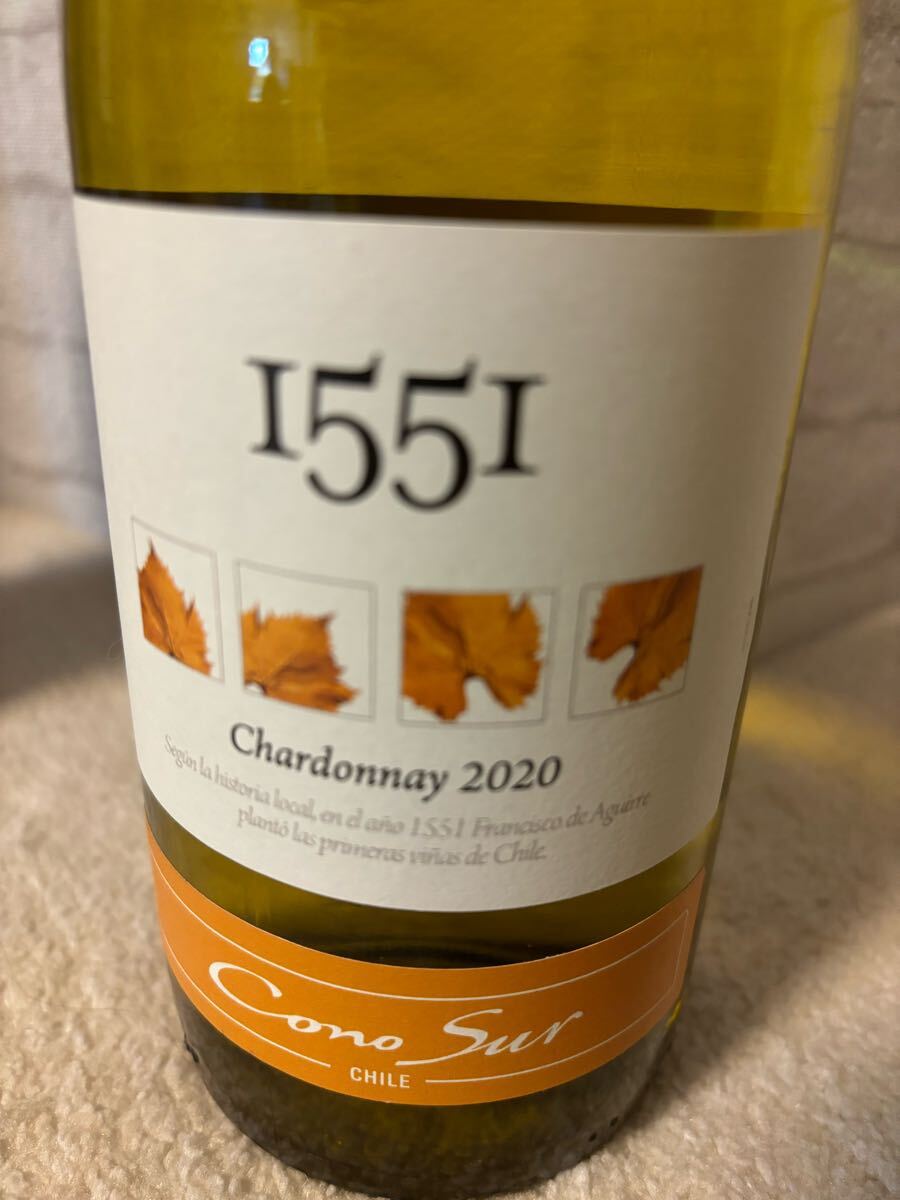 1551
Chardonnay 2020
Según la historia local, en el año 1551 Francisco de Aguirre
plantó las primeras viñas de Chile.
Cono Sur
CHILE